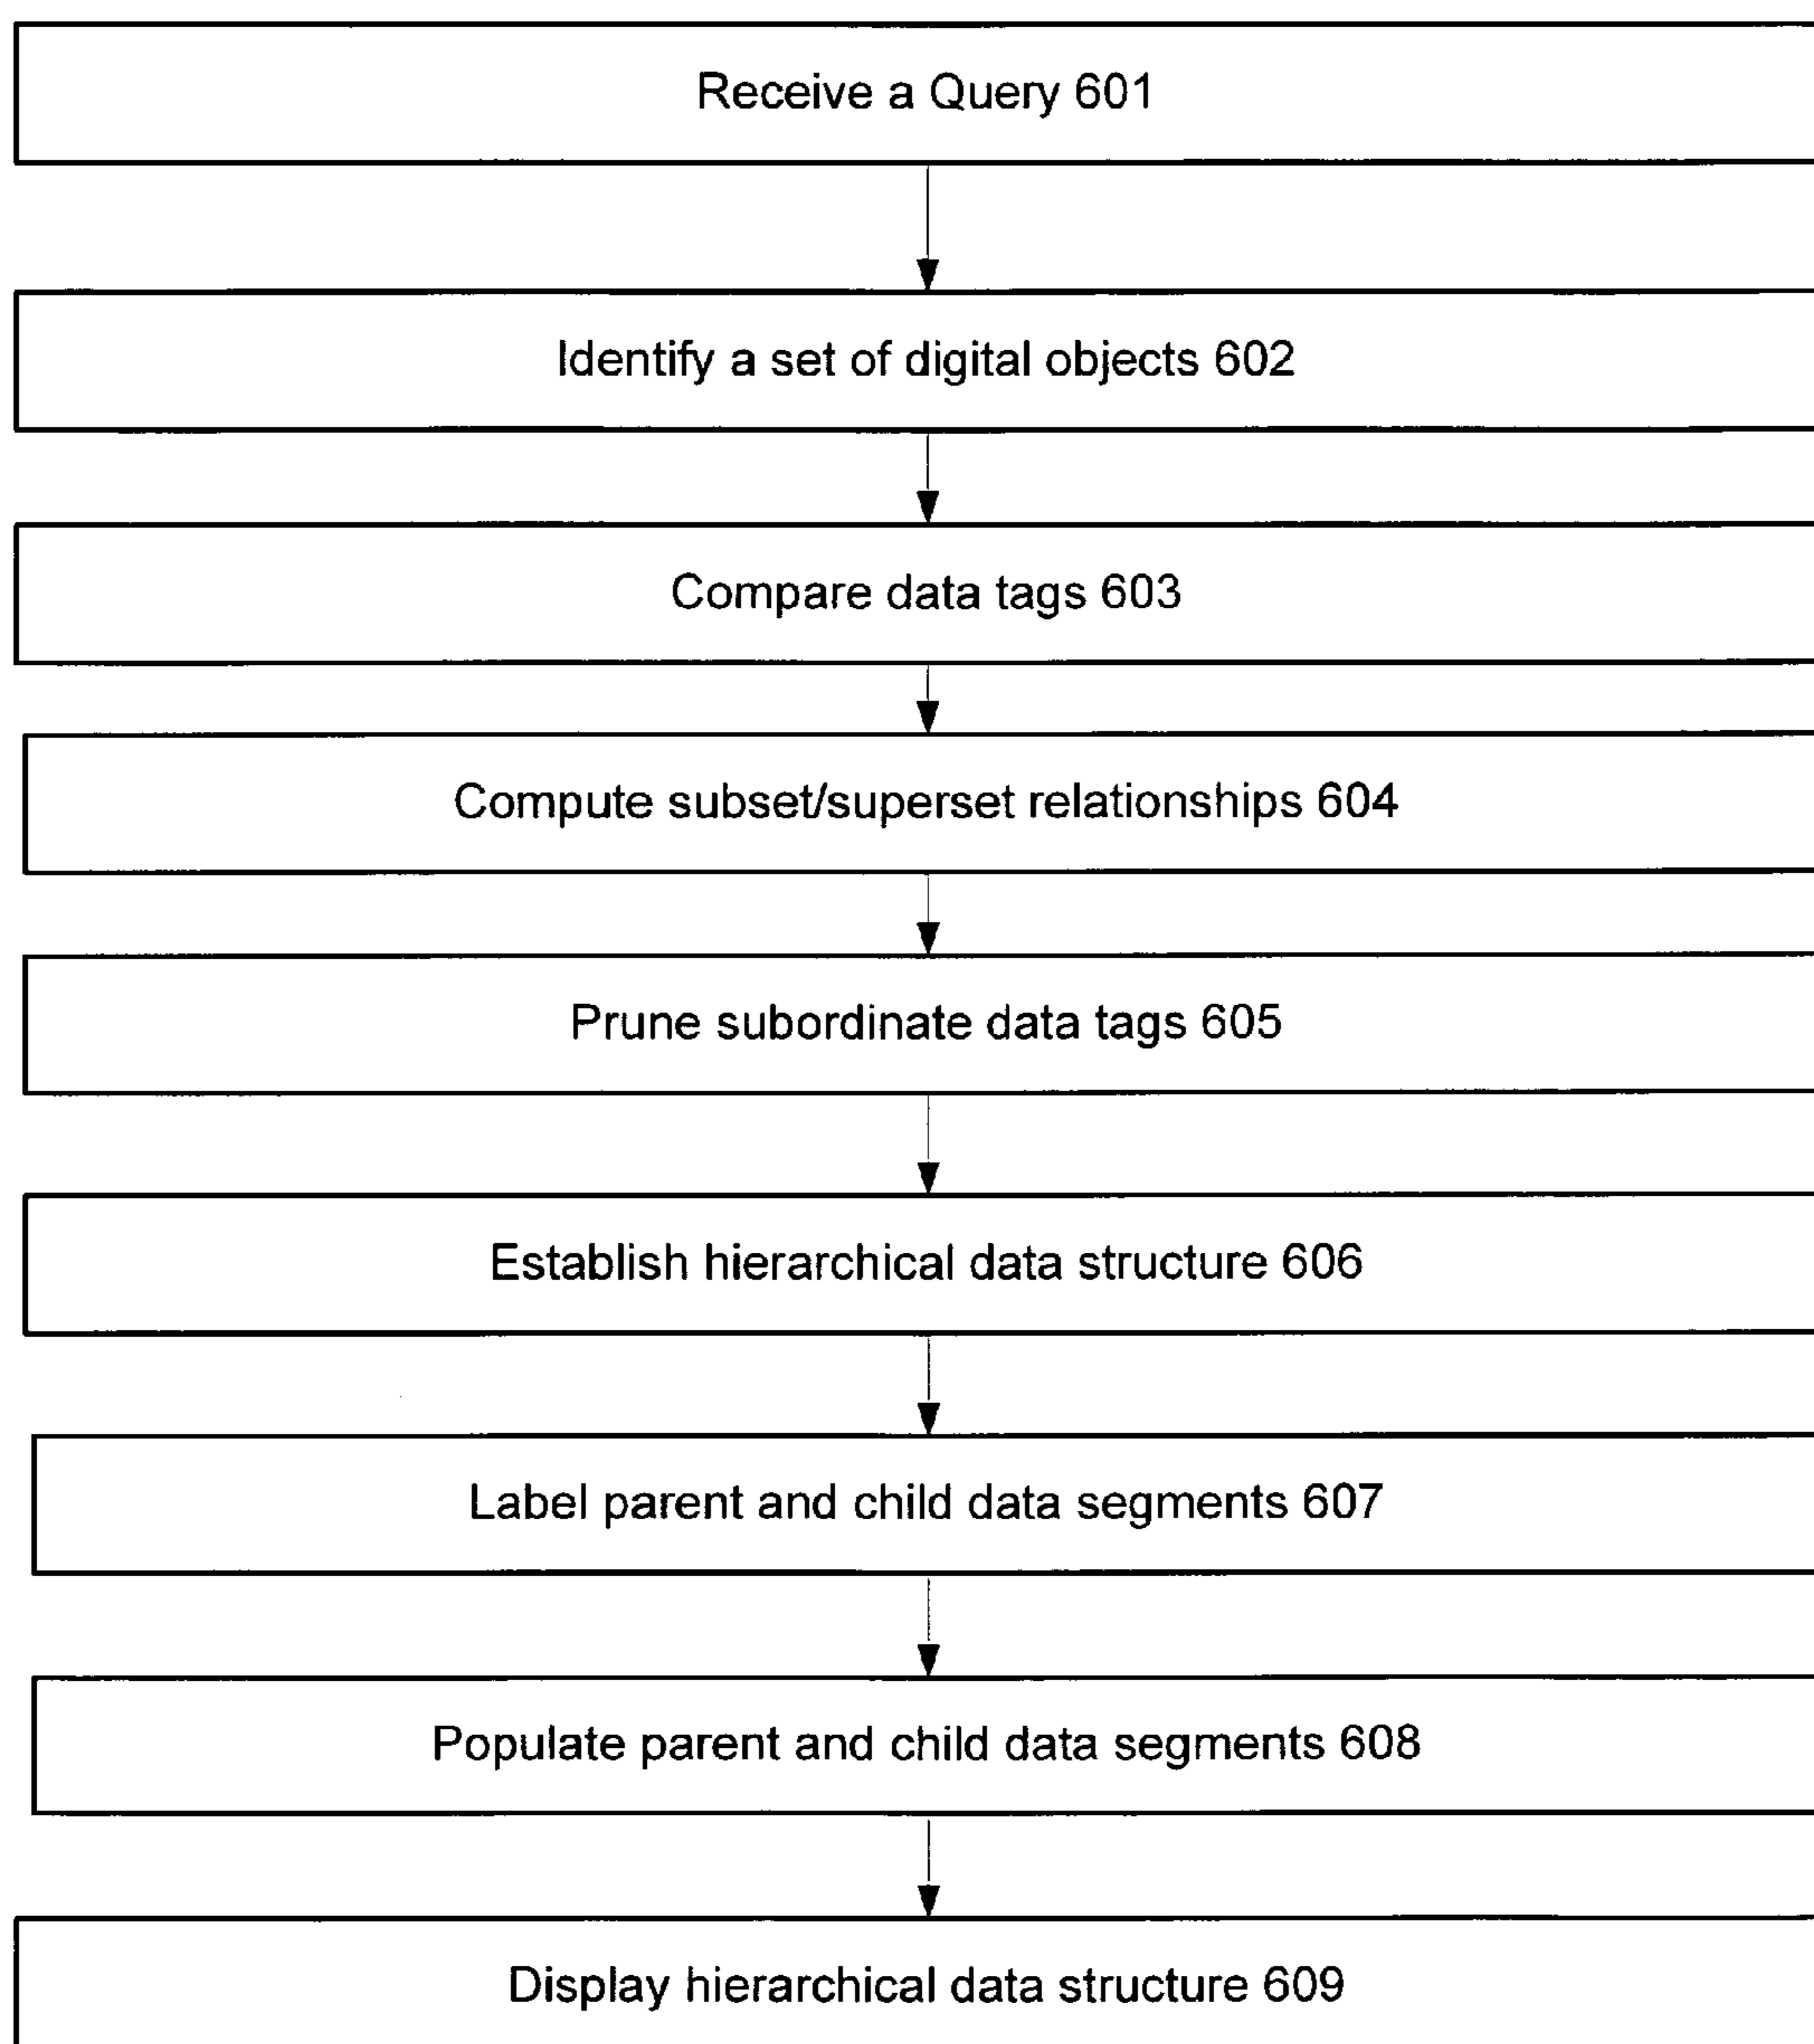 Receive a Query 601
Identify a set of digital objects 602
Compare data tags 603
Compute subset/superset relationships 604
Prune subordinate data tags 605
Establish hierarchical data structure 606
Label parent and child data segments 607
Populate parent and child data segments 608
Display hierarchical data structure 609